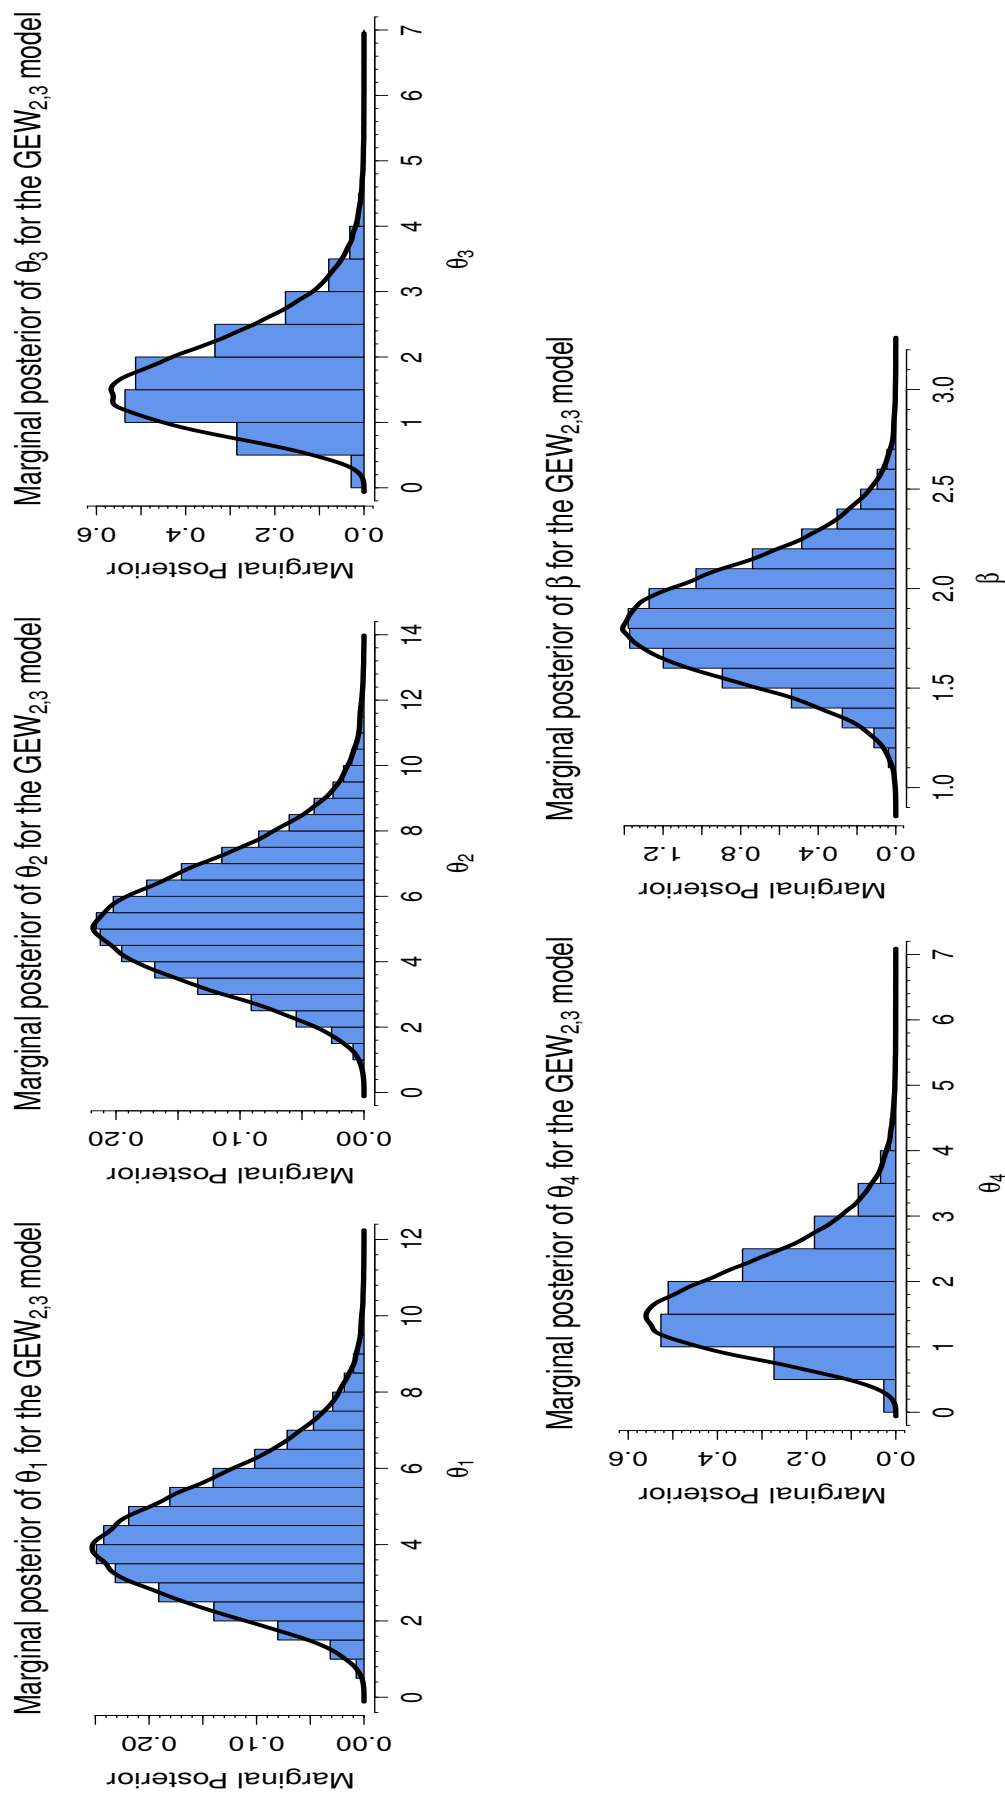 Marginal posterior of θ1 for the GEW2,3 model
Marginal Posterior
0.00 0.10 0.20
0 2 4 6 8 10 12
θ1
Marginal posterior of θ2 for the GEW2,3 model
Marginal Posterior
0.00 0.10 0.20
0 2 4 6 8 10 12 14
θ2
Marginal posterior of θ3 for the GEW2,3 model
Marginal Posterior
0.0 0.2 0.4 0.6
0 1 2 3 4 5 6 7
θ3
Marginal posterior of θ4 for the GEW2,3 model
Marginal Posterior
0.0 0.2 0.4 0.6
0 1 2 3 4 5 6 7
θ4
Marginal posterior of β for the GEW2,3 model
Marginal Posterior
0.0 0.4 0.8 1.2
1.0 1.5 2.0 2.5 3.0
β